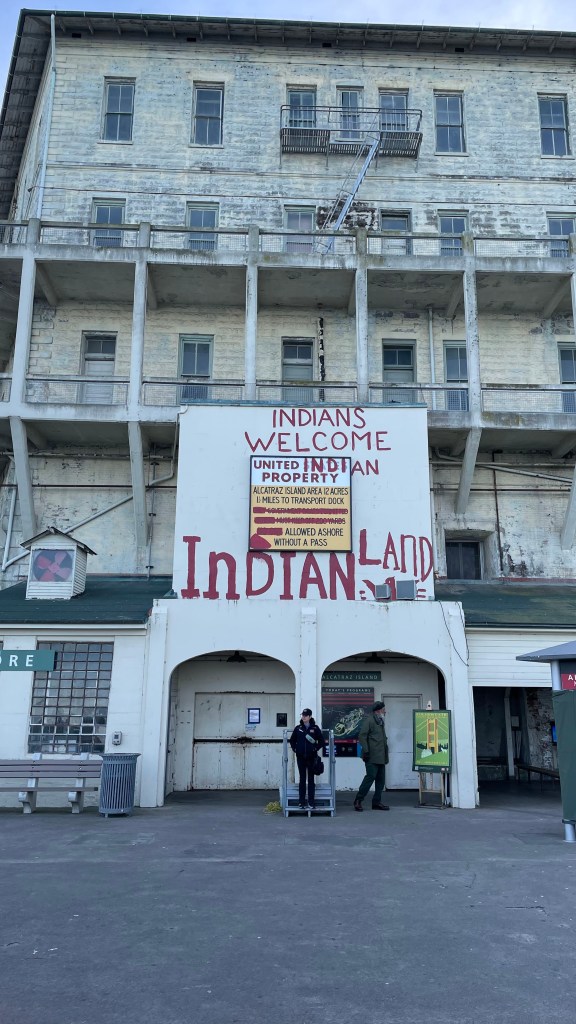 INDIANS
WELCOME
UNITED INDIAN
PROPERTY
ALCATRAZ ISLAND AREA 12 ACRES
1½ MILES TO TRANSPORT DOCK
ALLOWED ASHORE
WITHOUT A PASS
INDIAN LAND
ORE
ALCATRAZ ISLAND